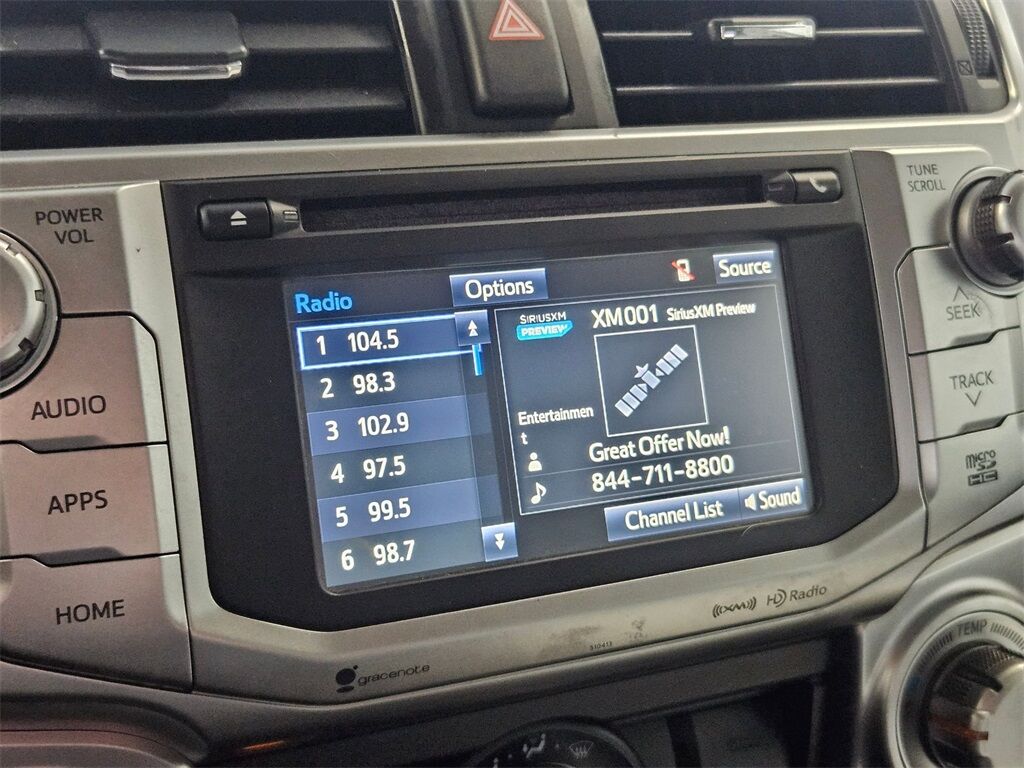 TUNE
SCROLL
POWER
VOL
AUDIO
APPS
HOME
Radio
Options
Source
1 104.5
2 98.3
3 102.9
4 97.5
5 99.5
6 98.7
SIRIUSXM
PREVIEW
XM001 SiriusXM Preview
Entertainmen
t
Great Offer Now!
844-711-8800
Channel List
Sound
SEEK
TRACK
micro
SD
HC
((XM)) HD Radio
510413
gracenote
TEMP